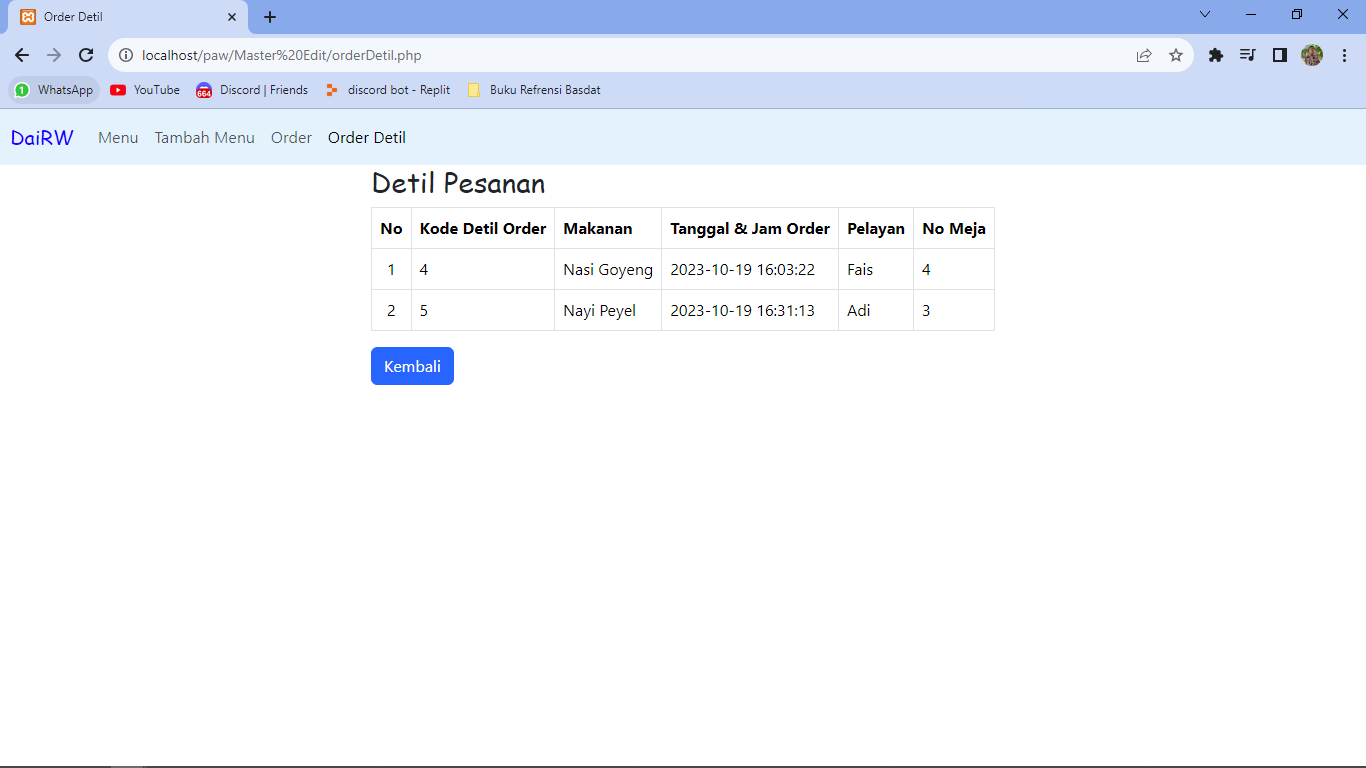 Order Detil
localhost/paw/Master%20Edit/orderDetil.php
1 WhatsApp YouTube 664 Discord | Friends discord bot - Replit Buku Refrensi Basdat
DaiRW Menu Tambah Menu Order Order Detil
Detil Pesanan
No Kode Detil Order Makanan Tanggal & Jam Order Pelayan No Meja
1 4 Nasi Goyeng 2023-10-19 16:03:22 Fais 4
2 5 Nayi Peyel 2023-10-19 16:31:13 Adi 3
Kembali